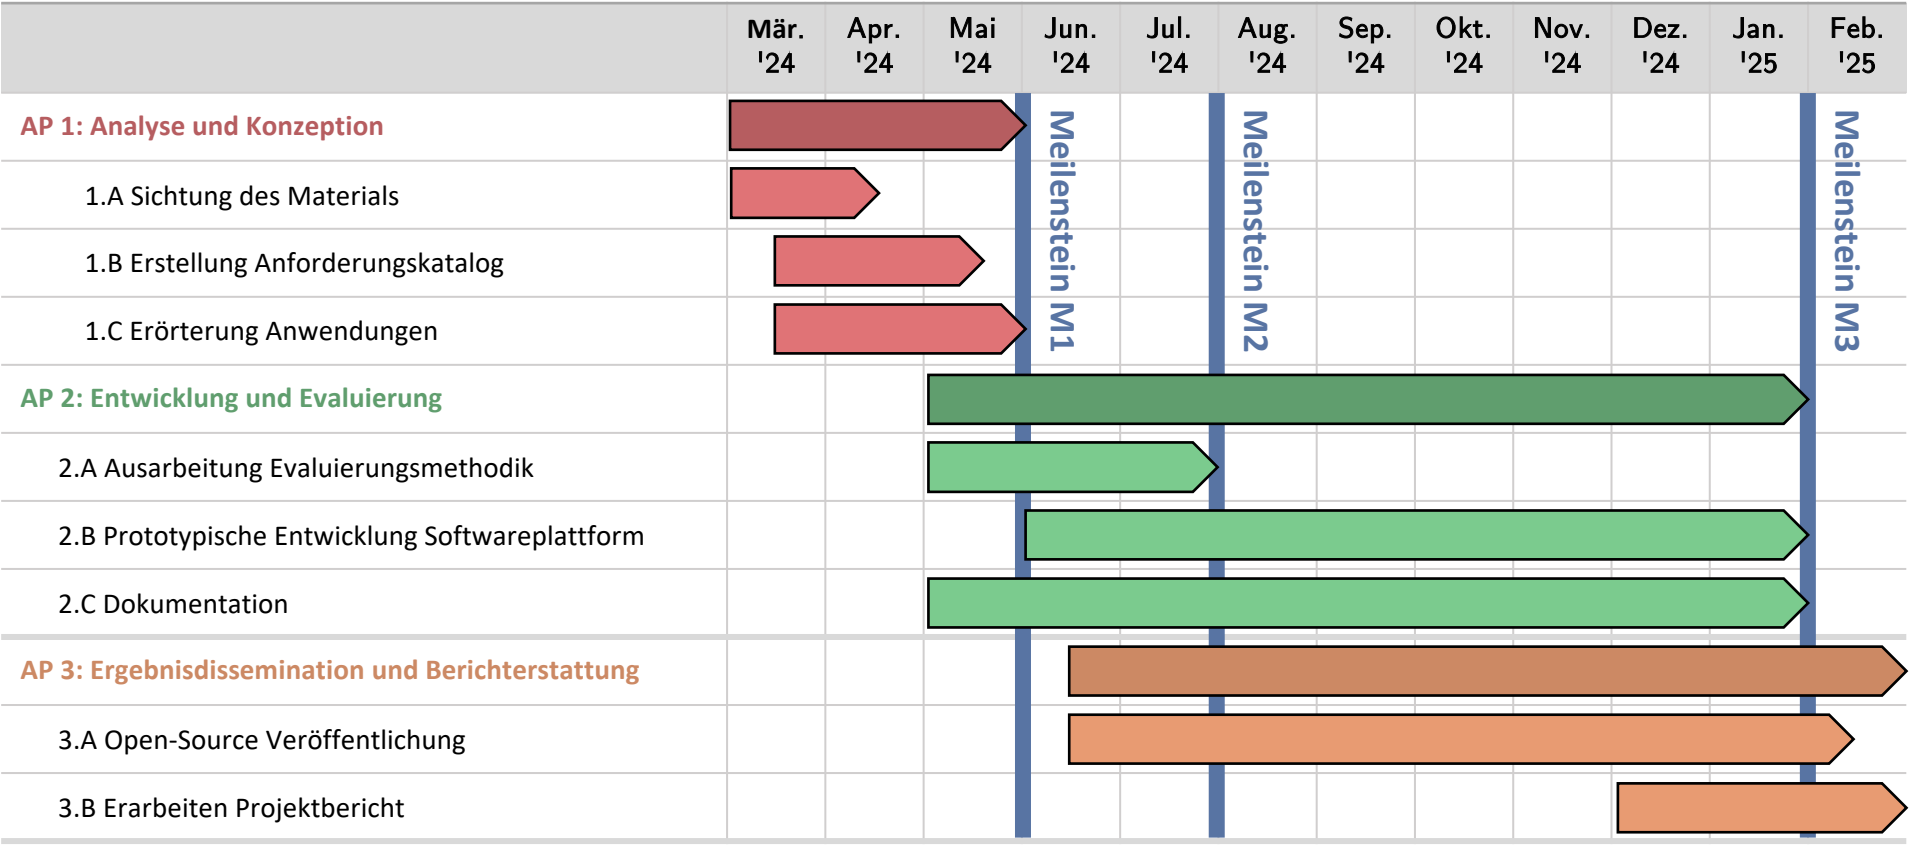 Mär. Apr. Mai Jun. Jul. Aug. Sep. Okt. Nov. Dez. Jan. Feb.
'24 '24 '24 '24 '24 '24 '24 '24 '24 '24 '25 '25
AP 1: Analyse und Konzeption
1.A Sichtung des Materials
1.B Erstellung Anforderungskatalog
1.C Erörterung Anwendungen
Meilenstein M1
Meilenstein M2
Meilenstein M3
AP 2: Entwicklung und Evaluierung
2.A Ausarbeitung Evaluierungsmethodik
2.B Prototypische Entwicklung Softwareplattform
2.C Dokumentation
AP 3: Ergebnisdissemination und Berichterstattung
3.A Open-Source Veröffentlichung
3.B Erarbeiten Projektbericht